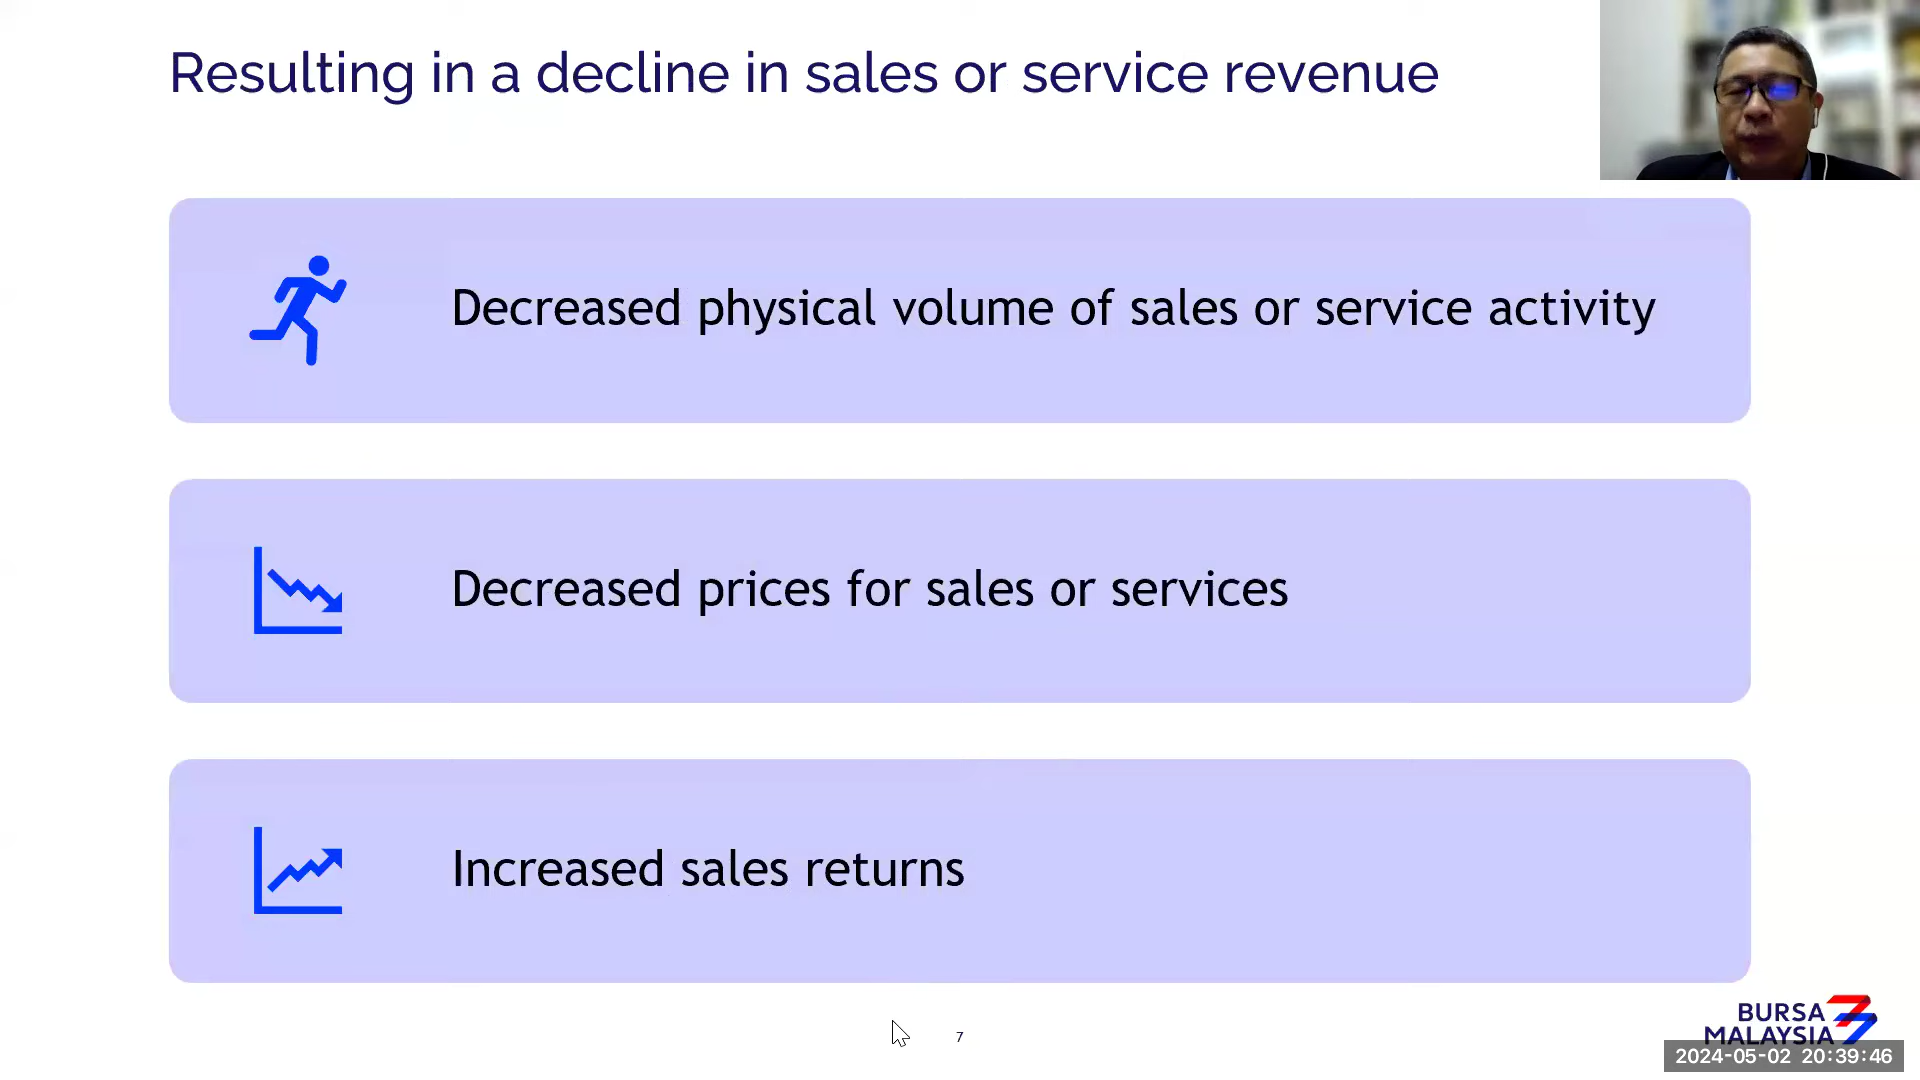 Resulting in a decline in sales or service revenue
Decreased physical volume of sales or service activity
Decreased prices for sales or services
Increased sales returns
7
BURSA
MALAYSIA
2024-05-02 20:39:46